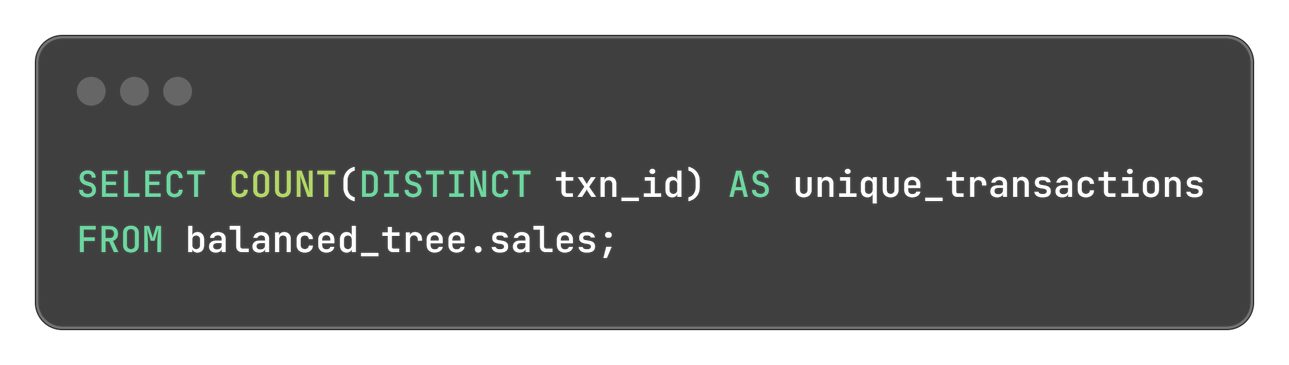 SELECT COUNT(DISTINCT txn_id) AS unique_transactions
FROM balanced_tree.sales;